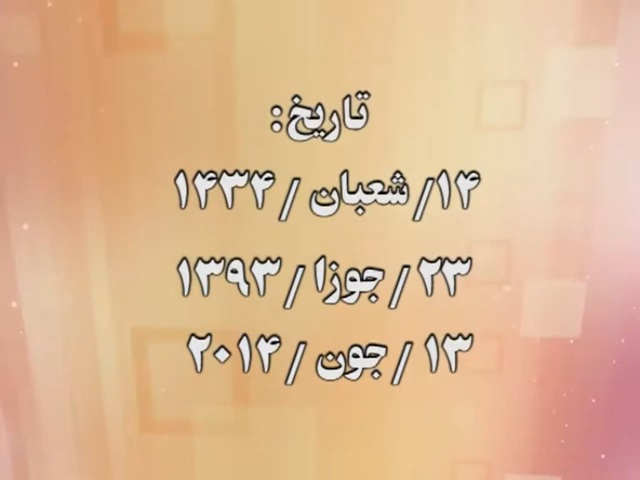 تاریخ:
۱۴/ شعبان / ۱۴۳۴
۲۳ / جوزا / ۱۳۹۳
۱۳ / جون / ۲۰۱۴